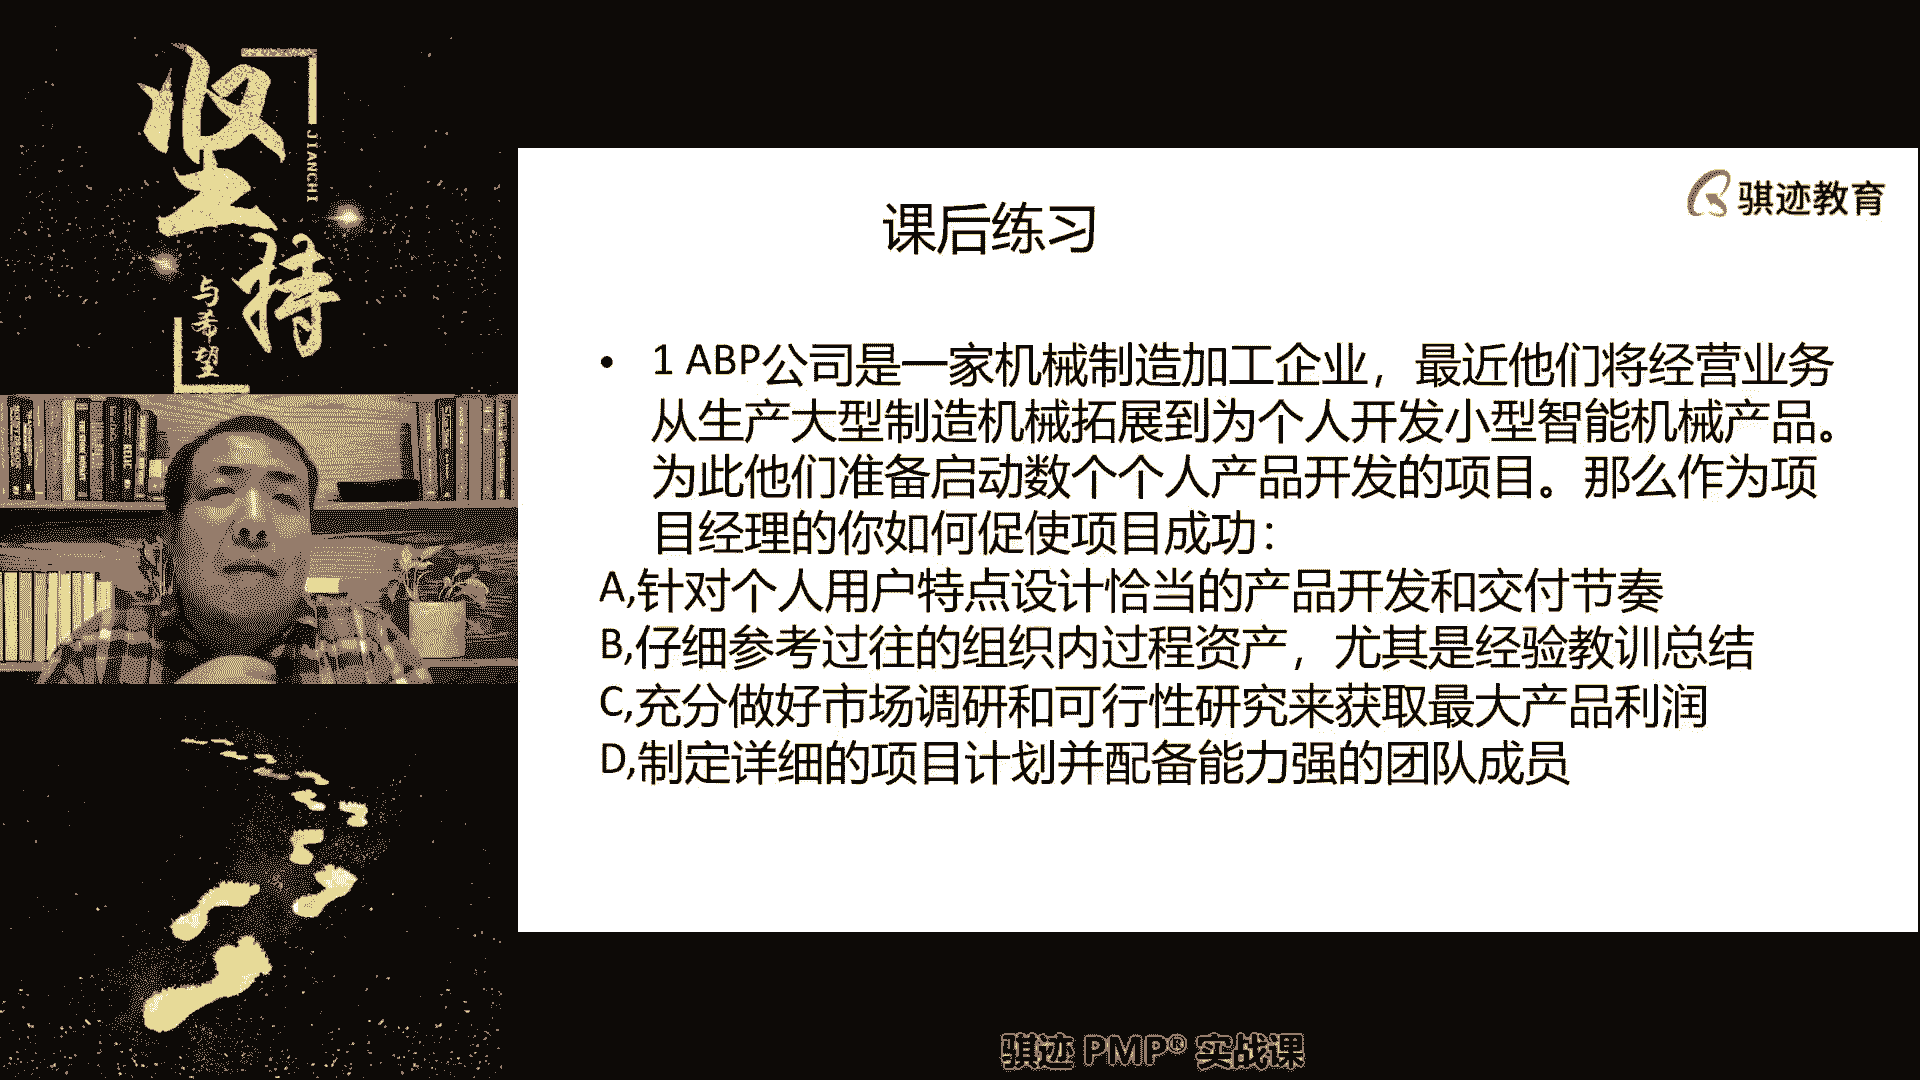 坚持
JIANCHI
与希望
骐迹教育
课后练习
• 1 ABP公司是一家机械制造加工企业，最近他们将经营业务
从生产大型制造机械拓展到为个人开发小型智能机械产品。
为此他们准备启动数个个人产品开发的项目。那么作为项
目经理的你如何促使项目成功：
A,针对个人用户特点设计恰当的产品开发和交付节奏
B,仔细参考过往的组织内过程资产，尤其是经验教训总结
C,充分做好市场调研和可行性研究来获取最大产品利润
D,制定详细的项目计划并配备能力强的团队成员
骐迹 PMP® 实战课